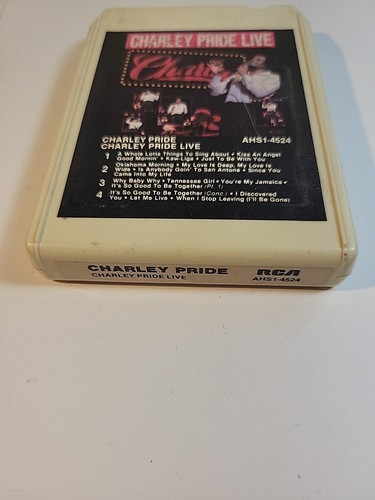 CHARLEY PRIDE LIVE
Charley
CHARLEY PRIDE AHS1-4524
CHARLEY PRIDE LIVE
1 A Whole Lotta Things To Sing About • Kiss An Angel
Good Mornin' • Kaw-Liga • Just To Be With You
2 Oklahoma Morning • My Love Is Deep, My Love Is
Wide • Is Anybody Goin' To San Antone • Since You
Came Into My Life
3 Why Baby Why • Tennessee Girl • You're My Jamaica •
It's So Good To Be Together (Pt. 1)
4 It's So Good To Be Together (Conc.) • I Discovered
You • Let Me Live • When I Stop Leaving (I'll Be Gone)
CHARLEY PRIDE RCA
CHARLEY PRIDE LIVE AHS1-4524